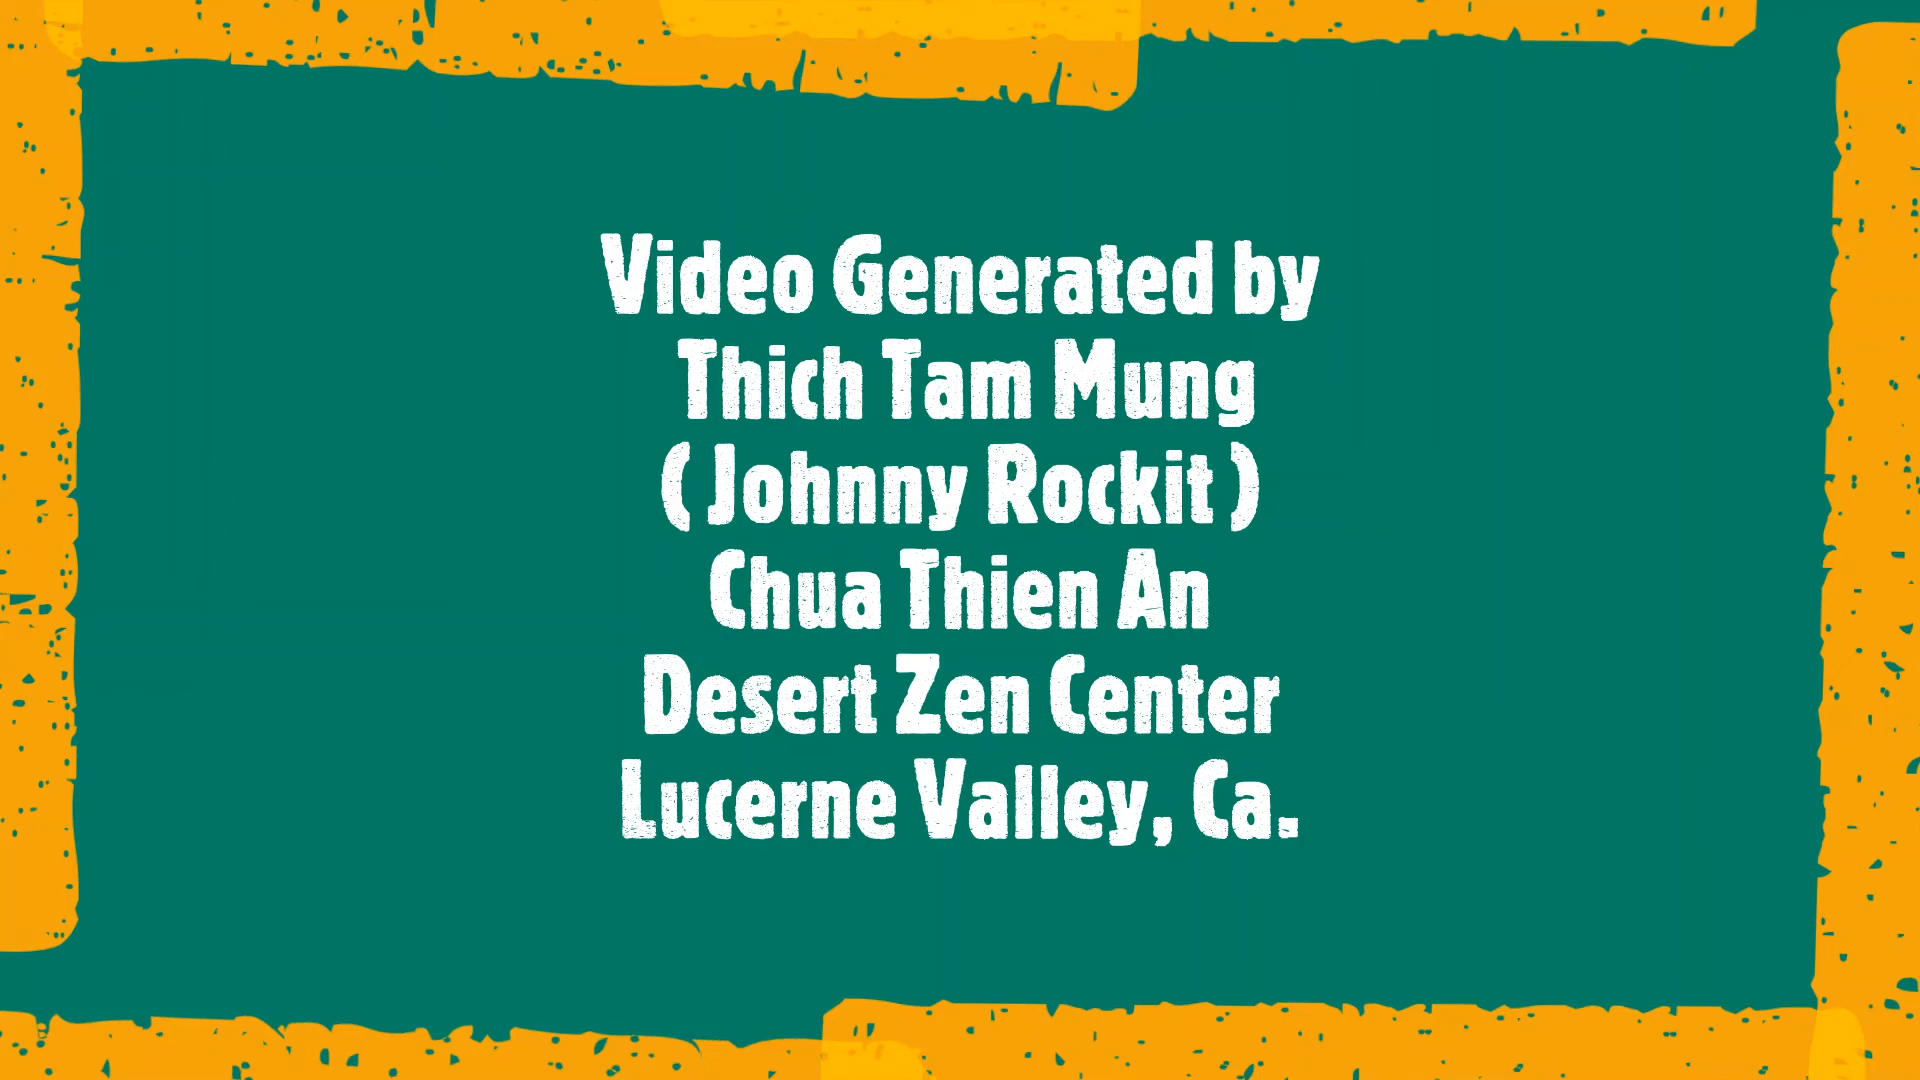 Video Generated by
Thich Tam Mung
( Johnny Rockit )
Chua Thien An
Desert Zen Center
Lucerne Valley, Ca.